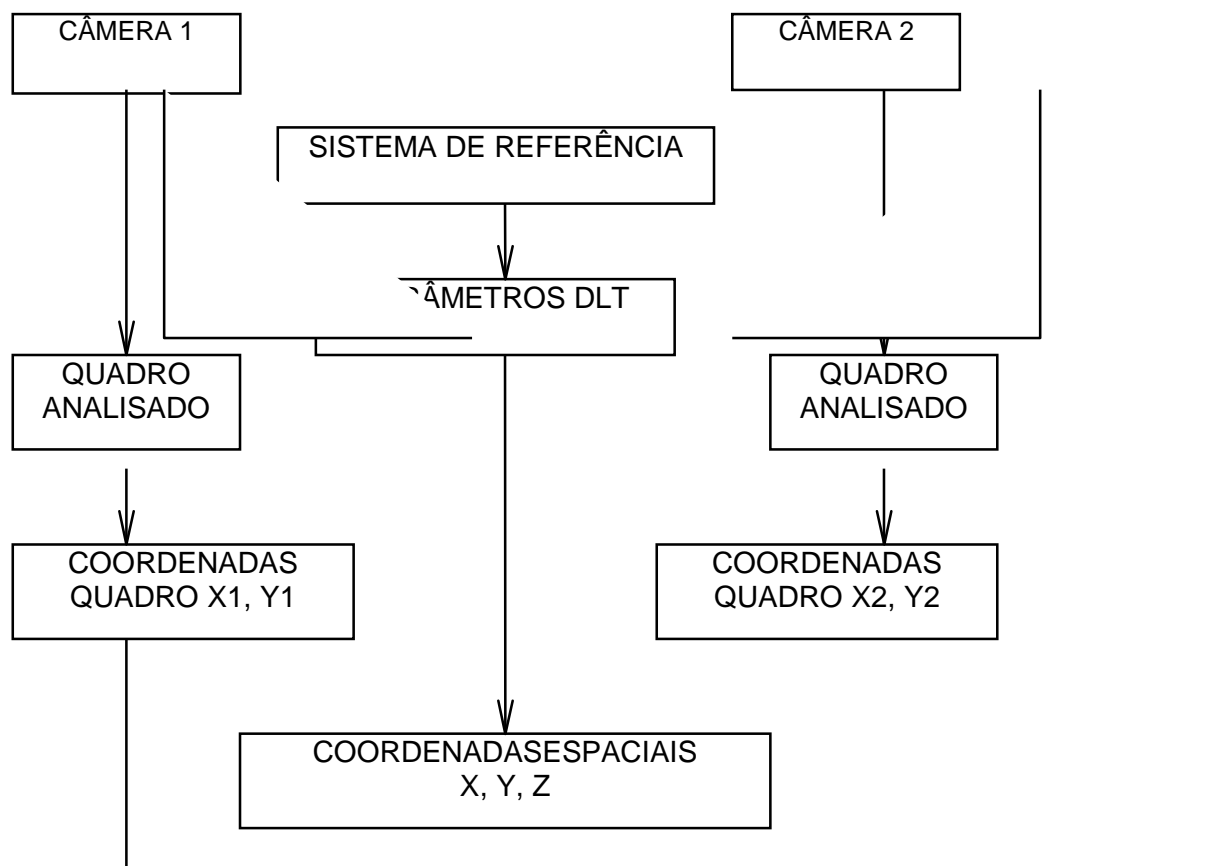 CÂMERA 1
CÂMERA 2
SISTEMA DE REFERÊNCIA
ÂMETROS DLT
QUADRO
ANALISADO
QUADRO
ANALISADO
COORDENADAS
QUADRO X1, Y1
COORDENADAS
QUADRO X2, Y2
COORDENADASESPACIAIS
X, Y, Z